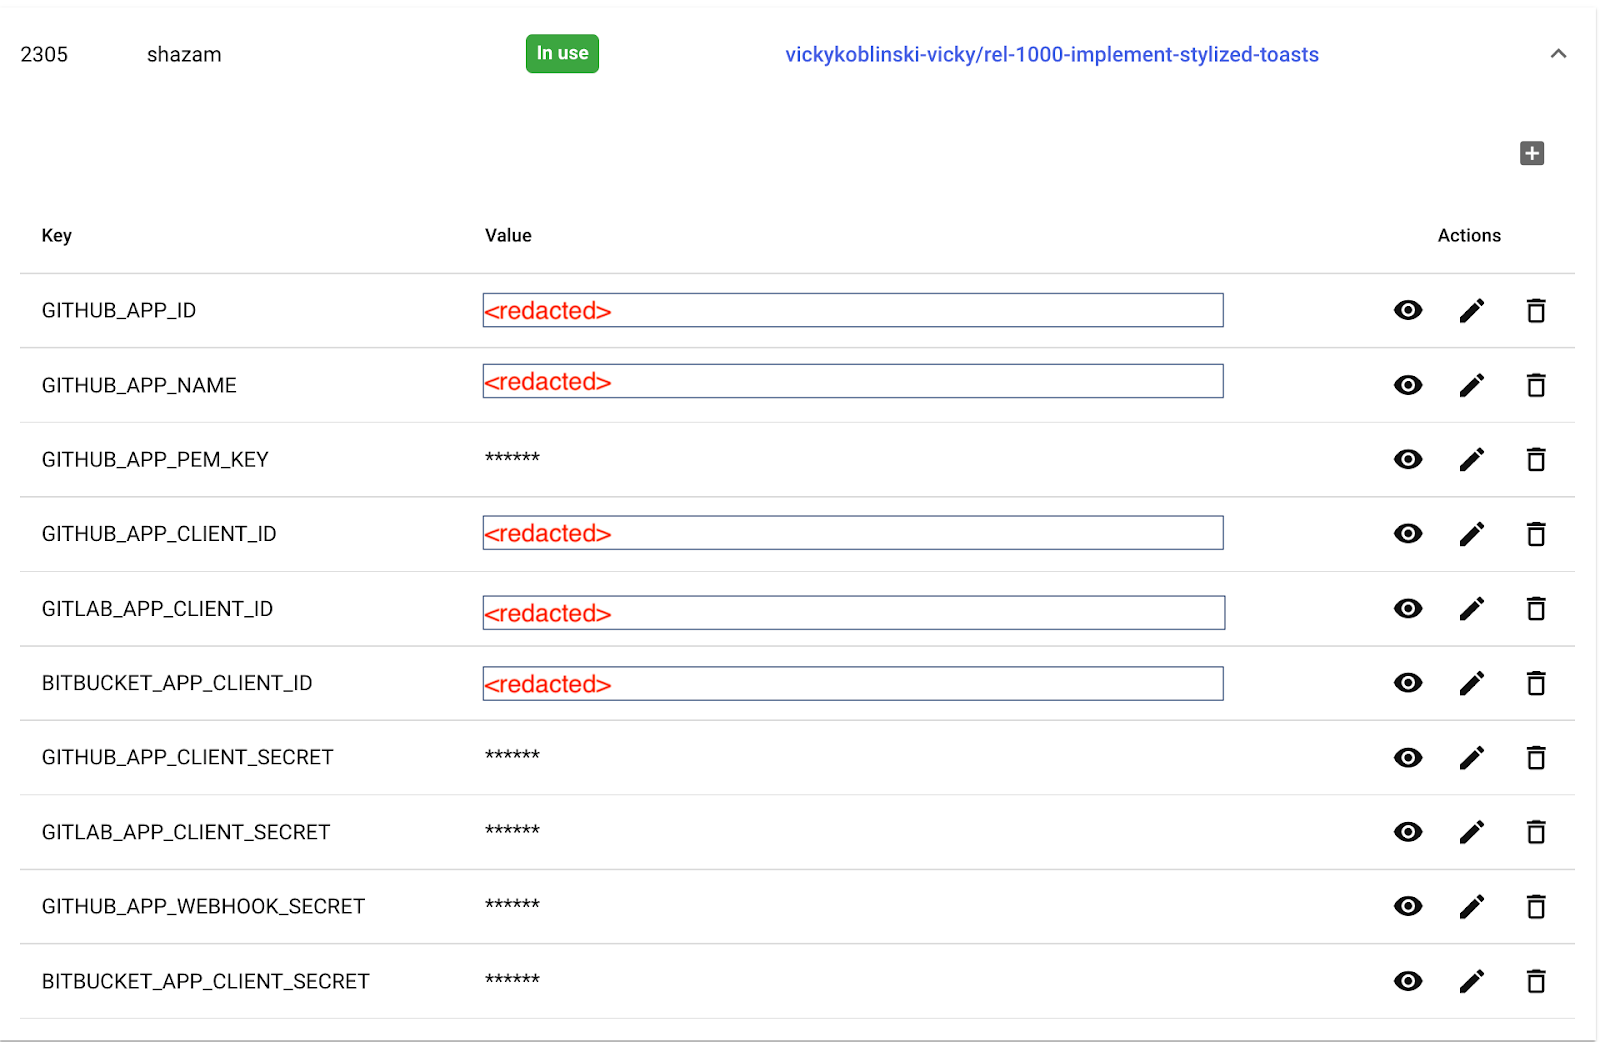 2305 shazam In use vickykoblinski-vicky/rel-1000-implement-stylized-toasts
Key Value Actions
GITHUB_APP_ID <redacted>
GITHUB_APP_NAME <redacted>
GITHUB_APP_PEM_KEY ******
GITHUB_APP_CLIENT_ID <redacted>
GITLAB_APP_CLIENT_ID <redacted>
BITBUCKET_APP_CLIENT_ID <redacted>
GITHUB_APP_CLIENT_SECRET ******
GITLAB_APP_CLIENT_SECRET ******
GITHUB_APP_WEBHOOK_SECRET ******
BITBUCKET_APP_CLIENT_SECRET ******